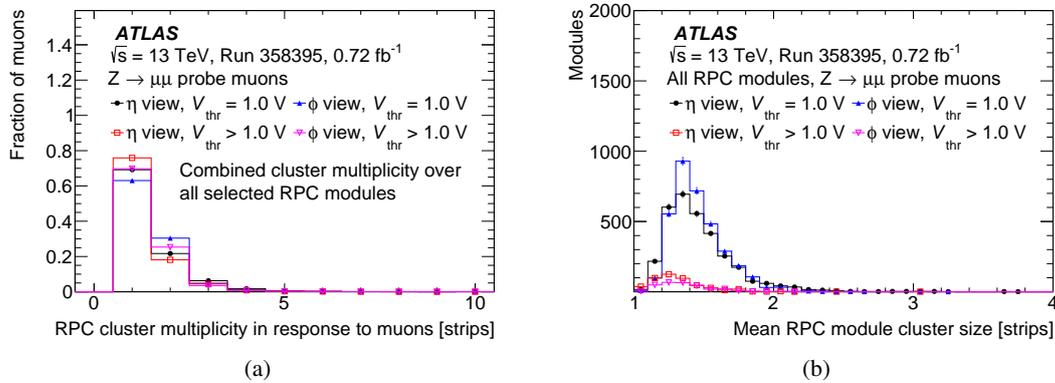 ATLAS
√s = 13 TeV, Run 358395, 0.72 fb⁻¹
Z → μμ probe muons
η view, V_thr = 1.0 V φ view, V_thr = 1.0 V
η view, V_thr > 1.0 V φ view, V_thr > 1.0 V
Combined cluster multiplicity over
all selected RPC modules
Fraction of muons
1.4
1.2
1
0.8
0.6
0.4
0.2
0
0 5 10
RPC cluster multiplicity in response to muons [strips]
(a)
ATLAS
√s = 13 TeV, Run 358395, 0.72 fb⁻¹
All RPC modules, Z → μμ probe muons
η view, V_thr = 1.0 V φ view, V_thr = 1.0 V
η view, V_thr > 1.0 V φ view, V_thr > 1.0 V
Modules
2000
1500
1000
500
1 2 3 4
Mean RPC module cluster size [strips]
(b)